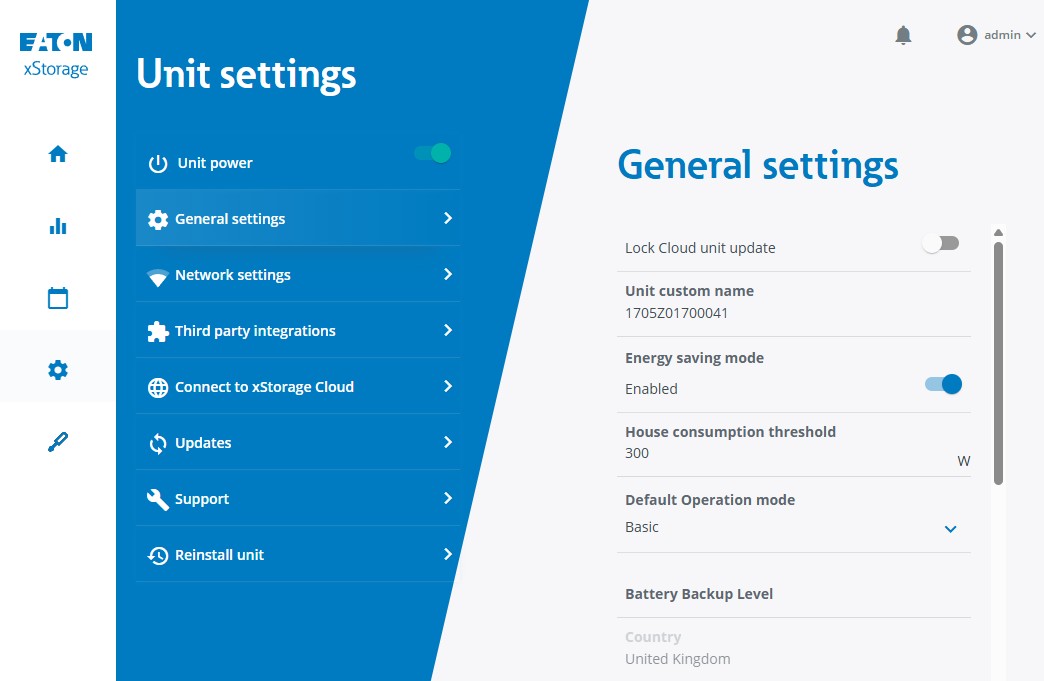 EATON
xStorage
admin
Unit settings
Unit power
General settings
Network settings
Third party integrations
Connect to xStorage Cloud
Updates
Support
Reinstall unit
General settings
Lock Cloud unit update
Unit custom name
1705Z01700041
Energy saving mode
Enabled
House consumption threshold
300
W
Default Operation mode
Basic
Battery Backup Level
Country
United Kingdom